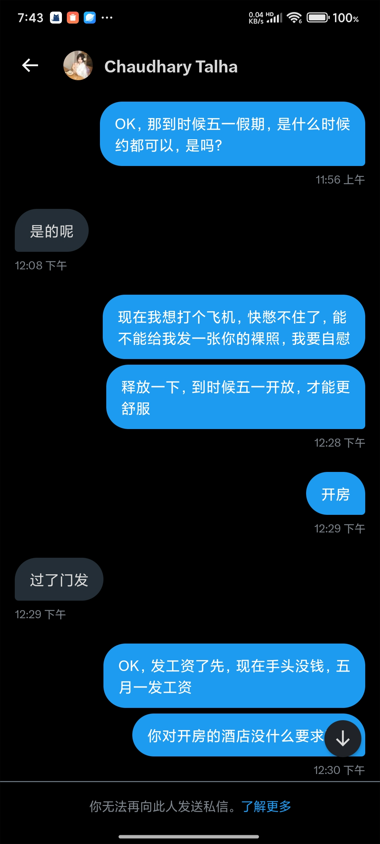 7:43
0.04 KB/s
HD
6
100%
Chaudhary Talha
OK, 那到时候五一假期，是什么时候
约都可以，是吗?
11:56 上午
是的呢
12:08 下午
现在我想打个飞机，快憋不住了，能
不能给我发一张你的裸照，我要自慰
释放一下，到时候五一开放，才能更
舒服
12:28 下午
开房
12:29 下午
过了门发
12:29 下午
OK，发工资了先，现在手头没钱，五
月一发工资
你对开房的酒店没什么要求
12:30 下午
你无法再向此人发送私信。了解更多